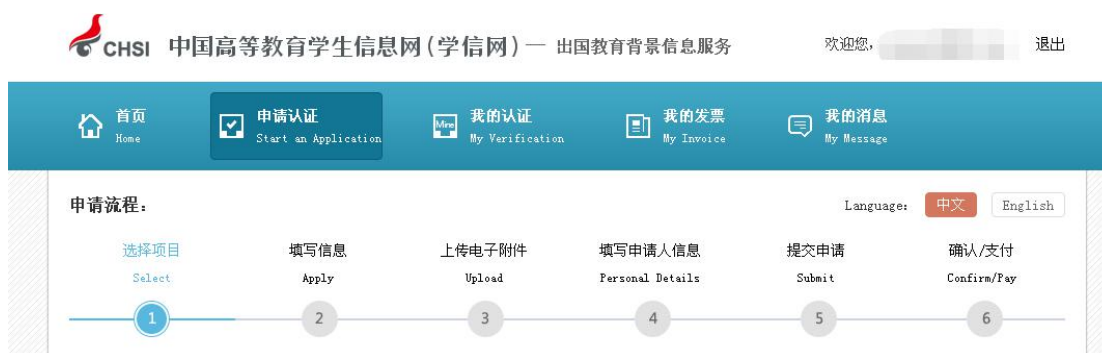 CHSI 中国高等教育学生信息网(学信网)— 出国教育背景信息服务 欢迎您, 退出
首页 申请认证 我的认证 我的发票 我的消息
Home Start an Application Mine My Verification My Invoice My Message
申请流程: Language: 中文 English
选择项目 填写信息 上传电子附件 填写申请人信息 提交申请 确认/支付
Select Apply Upload Personal Details Submit Confirm/Pay
1 2 3 4 5 6